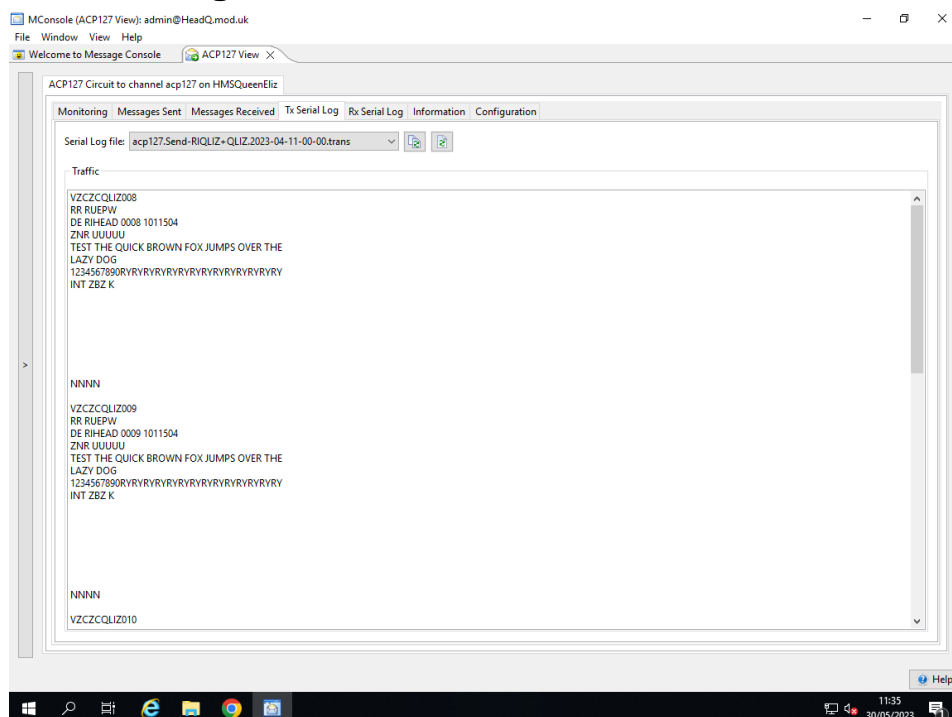 MConsole (ACP127 View): admin@HeadQ.mod.uk
File Window View Help
Welcome to Message Console ACP127 View
ACP127 Circuit to channel acp127 on HMSQueenEliz
Monitoring Messages Sent Messages Received Tx Serial Log Rx Serial Log Information Configuration
Serial Log file: acp127.Send-RIQLIZ+QLIZ.2023-04-11-00-00.trans
Traffic
VZCZCQLIZ008
RR RUEPW
DE RIHEAD 0008 1011504
ZNR UUUUU
TEST THE QUICK BROWN FOX JUMPS OVER THE
LAZY DOG
1234567890RYRYRYRYRYRYRYRYRYRYRYRYRYRY
INT ZBZ K
NNNN
VZCZCQLIZ009
RR RUEPW
DE RIHEAD 0009 1011504
ZNR UUUUU
TEST THE QUICK BROWN FOX JUMPS OVER THE
LAZY DOG
1234567890RYRYRYRYRYRYRYRYRYRYRYRYRYRY
INT ZBZ K
NNNN
VZCZCQLIZ010
>
Help
11:35
30/05/2023